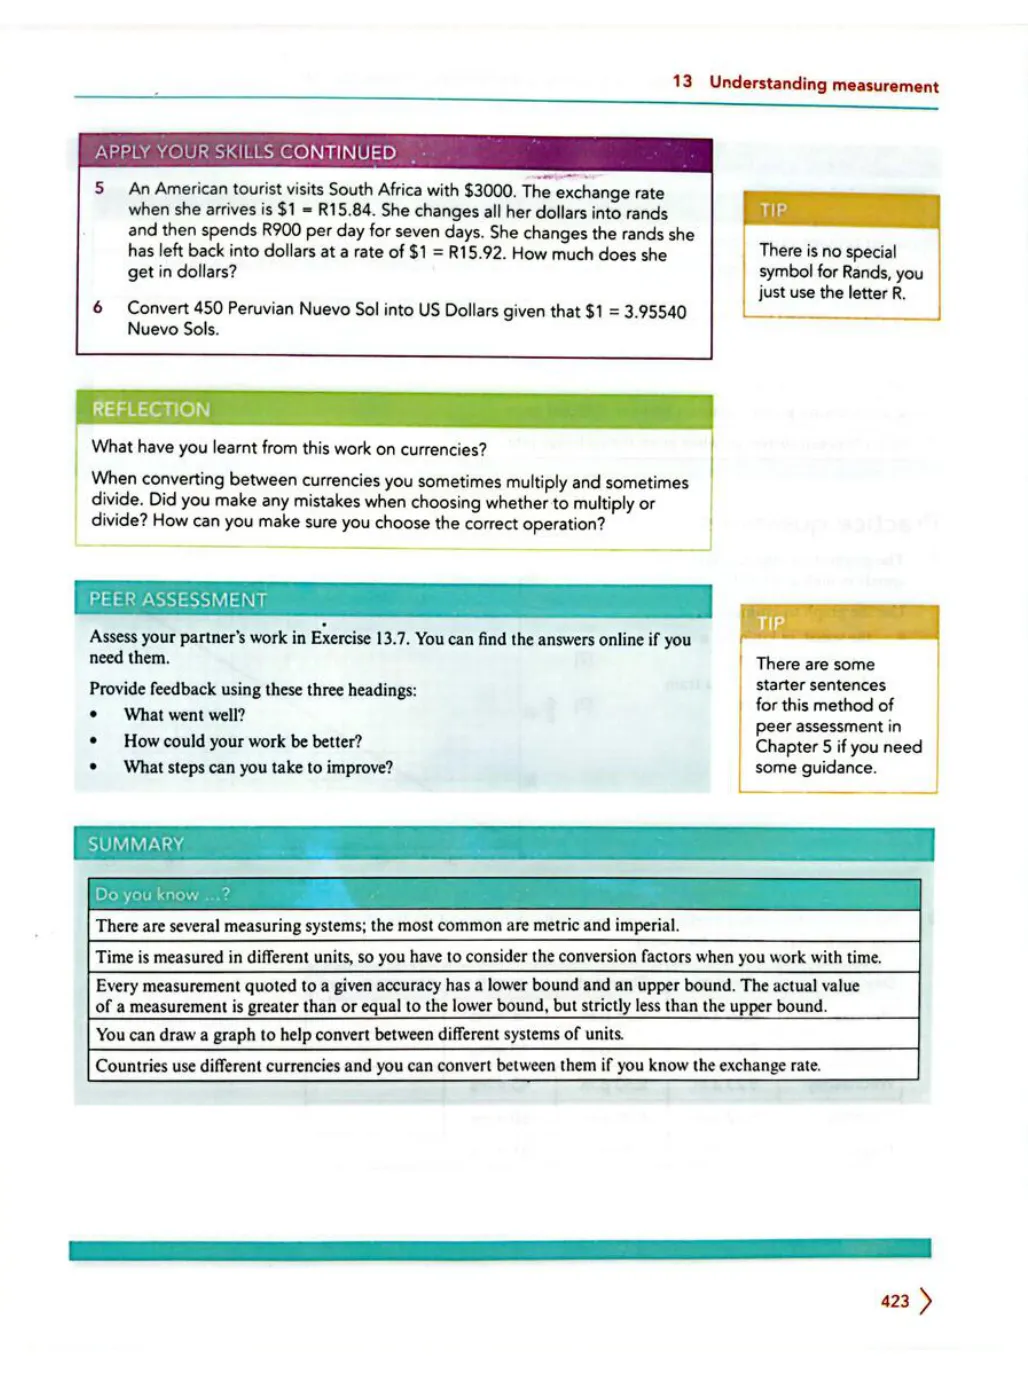 13 Understanding measurement
APPLY YOUR SKILLS CONTINUED
5 An American tourist visits South Africa with $3000. The exchange rate
when she arrives is $1 = R15.84. She changes all her dollars into rands
and then spends R900 per day for seven days. She changes the rands she
has left back into dollars at a rate of $1 = R15.92. How much does she
get in dollars?
6 Convert 450 Peruvian Nuevo Sol into US Dollars given that $1 = 3.95540
Nuevo Sols.
TIP
There is no special
symbol for Rands, you
just use the letter R.
REFLECTION
What have you learnt from this work on currencies?
When converting between currencies you sometimes multiply and sometimes
divide. Did you make any mistakes when choosing whether to multiply or
divide? How can you make sure you choose the correct operation?
PEER ASSESSMENT
Assess your partner's work in Exercise 13.7. You can find the answers online if you
need them.
Provide feedback using these three headings:
• What went well?
• How could your work be better?
• What steps can you take to improve?
TIP
There are some
starter sentences
for this method of
peer assessment in
Chapter 5 if you need
some guidance.
SUMMARY
Do you know ...?
There are several measuring systems; the most common are metric and imperial.
Time is measured in different units, so you have to consider the conversion factors when you work with time.
Every measurement quoted to a given accuracy has a lower bound and an upper bound. The actual value
of a measurement is greater than or equal to the lower bound, but strictly less than the upper bound.
You can draw a graph to help convert between different systems of units.
Countries use different currencies and you can convert between them if you know the exchange rate.
423